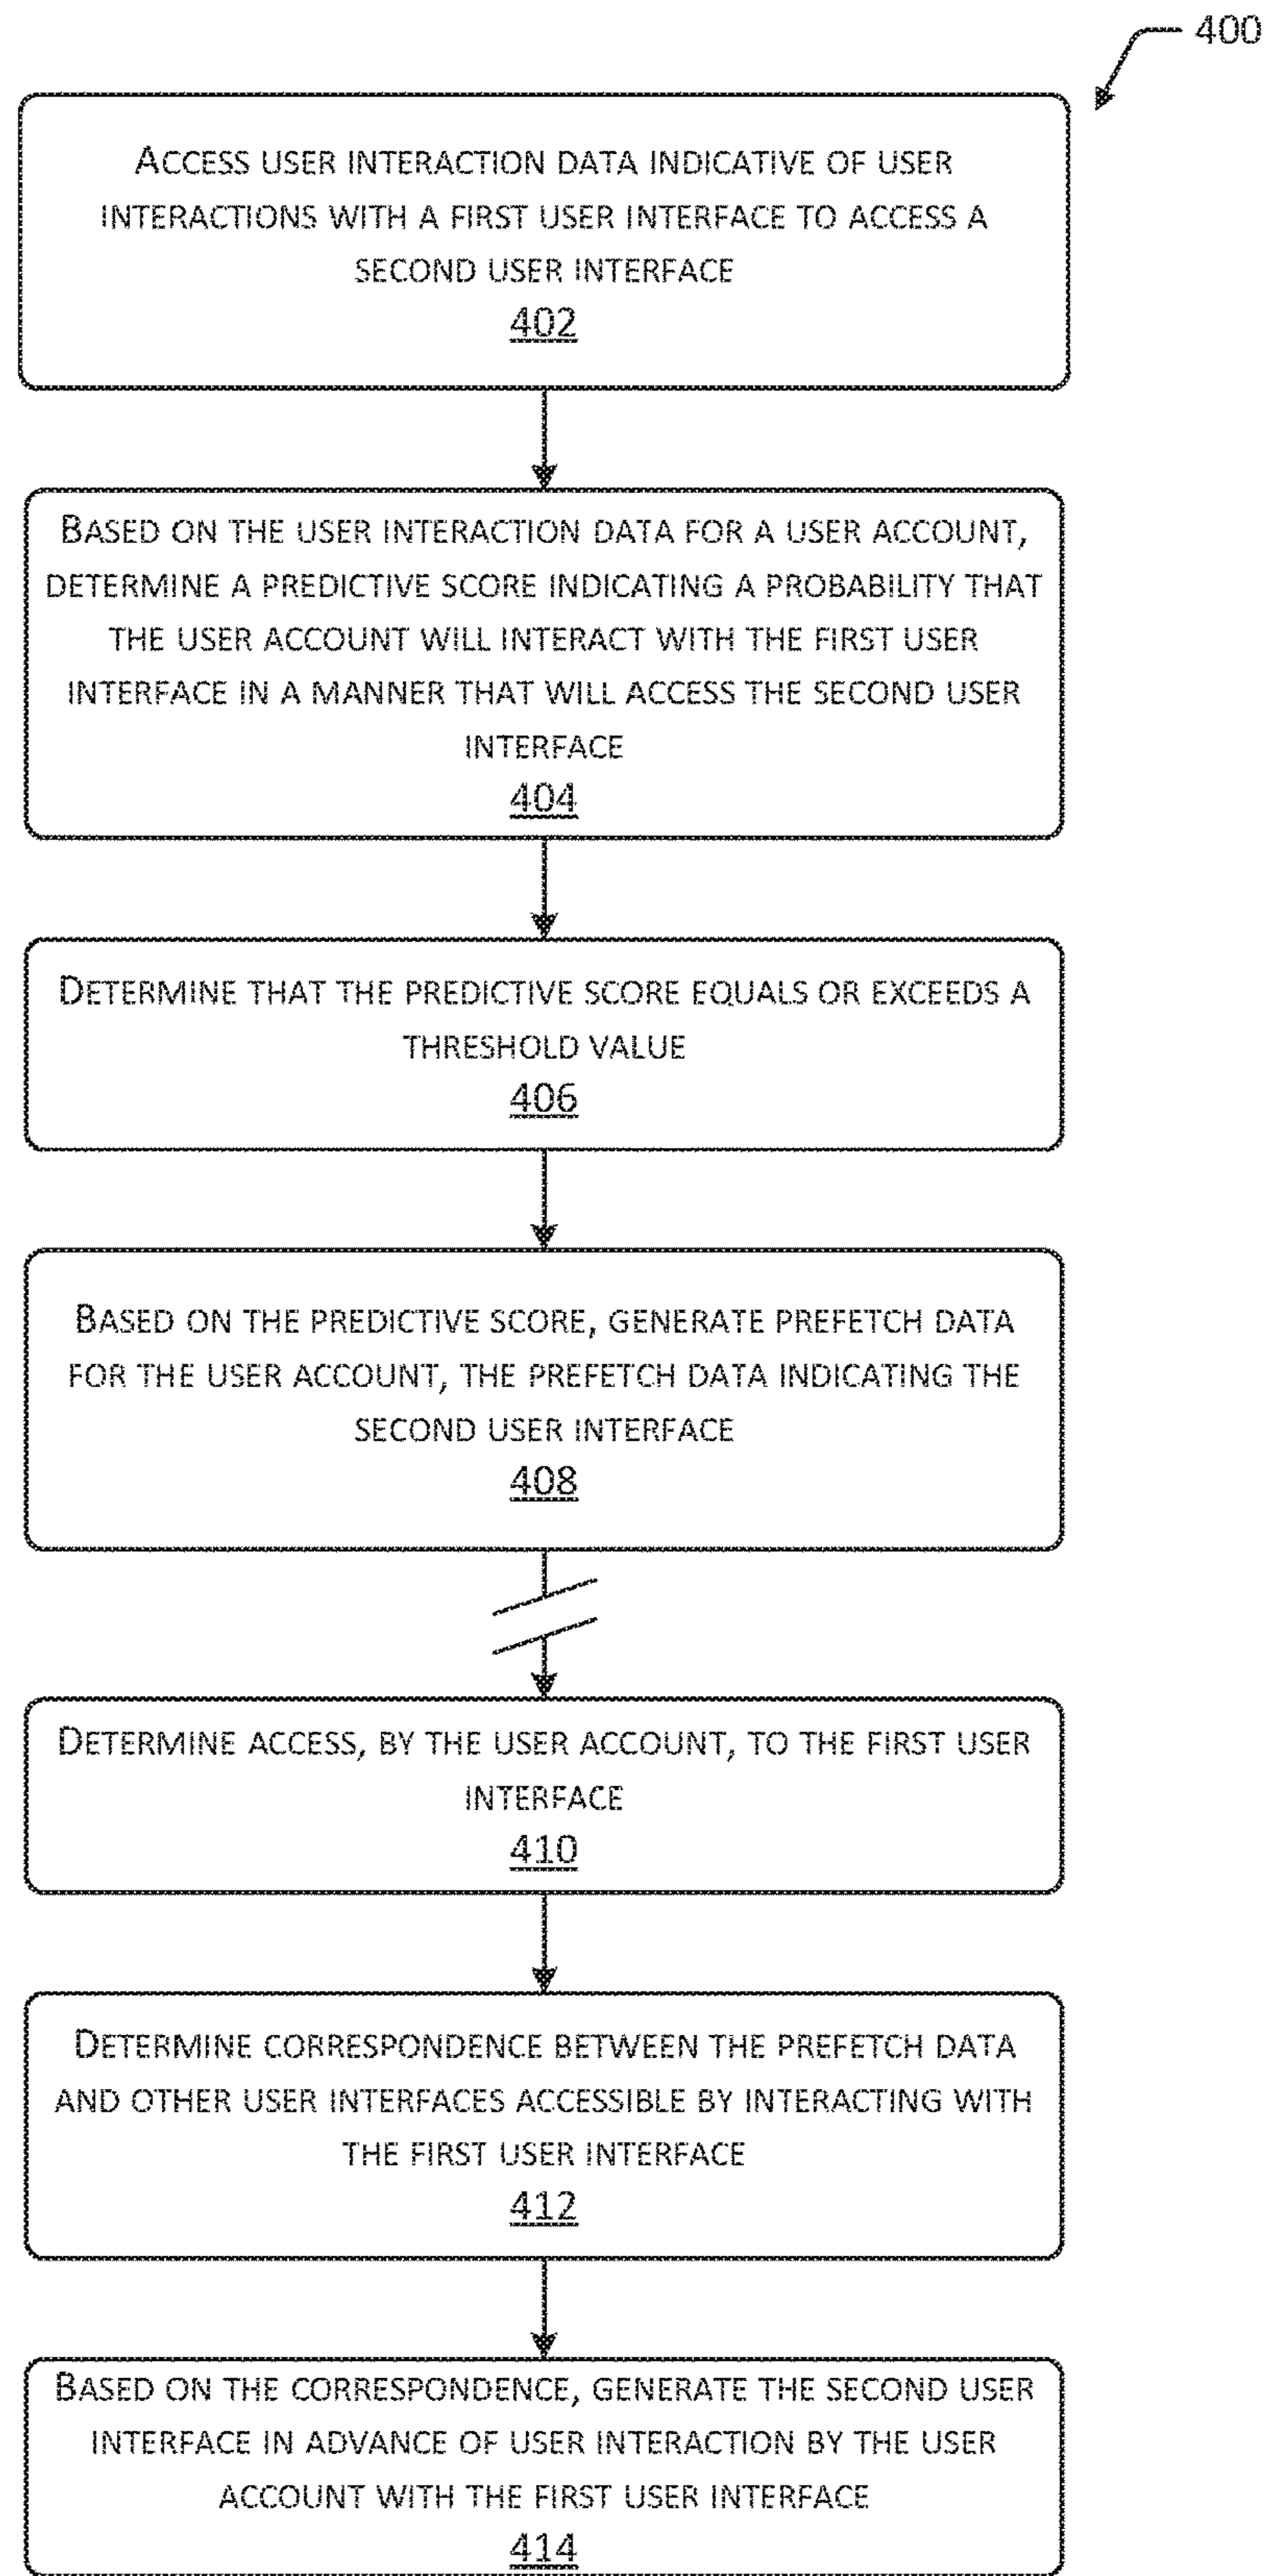 400
ACCESS USER INTERACTION DATA INDICATIVE OF USER
INTERACTIONS WITH A FIRST USER INTERFACE TO ACCESS A
SECOND USER INTERFACE
402
BASED ON THE USER INTERACTION DATA FOR A USER ACCOUNT,
DETERMINE A PREDICTIVE SCORE INDICATING A PROBABILITY THAT
THE USER ACCOUNT WILL INTERACT WITH THE FIRST USER
INTERFACE IN A MANNER THAT WILL ACCESS THE SECOND USER
INTERFACE
404
DETERMINE THAT THE PREDICTIVE SCORE EQUALS OR EXCEEDS A
THRESHOLD VALUE
406
BASED ON THE PREDICTIVE SCORE, GENERATE PREFETCH DATA
FOR THE USER ACCOUNT, THE PREFETCH DATA INDICATING THE
SECOND USER INTERFACE
408
DETERMINE ACCESS, BY THE USER ACCOUNT, TO THE FIRST USER
INTERFACE
410
DETERMINE CORRESPONDENCE BETWEEN THE PREFETCH DATA
AND OTHER USER INTERFACES ACCESSIBLE BY INTERACTING WITH
THE FIRST USER INTERFACE
412
BASED ON THE CORRESPONDENCE, GENERATE THE SECOND USER
INTERFACE IN ADVANCE OF USER INTERACTION BY THE USER
ACCOUNT WITH THE FIRST USER INTERFACE
414